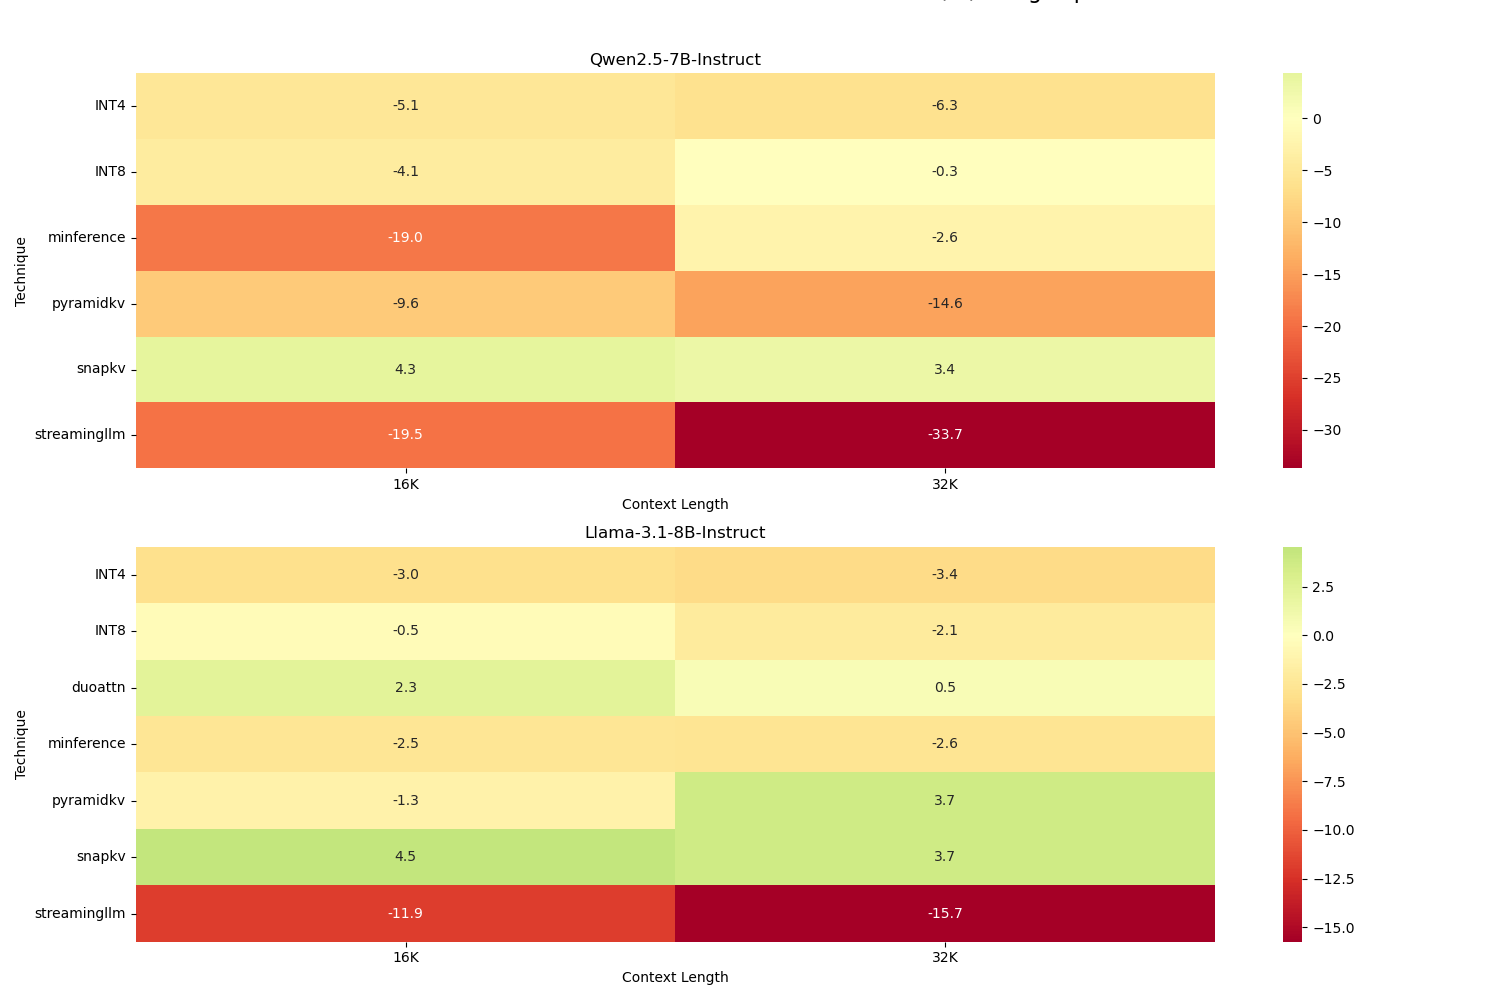 Qwen2.5-7B-Instruct
Technique
INT4 -5.1 -6.3
INT8 -4.1 -0.3
minference -19.0 -2.6
pyramidkv -9.6 -14.6
snapkv 4.3 3.4
streamingllm -19.5 -33.7
16K 32K
Context Length
0
−5
−10
−15
−20
−25
−30
Llama-3.1-8B-Instruct
Technique
INT4 -3.0 -3.4
INT8 -0.5 -2.1
duoattn 2.3 0.5
minference -2.5 -2.6
pyramidkv -1.3 3.7
snapkv 4.5 3.7
streamingllm -11.9 -15.7
16K 32K
Context Length
2.5
0.0
−2.5
−5.0
−7.5
−10.0
−12.5
−15.0